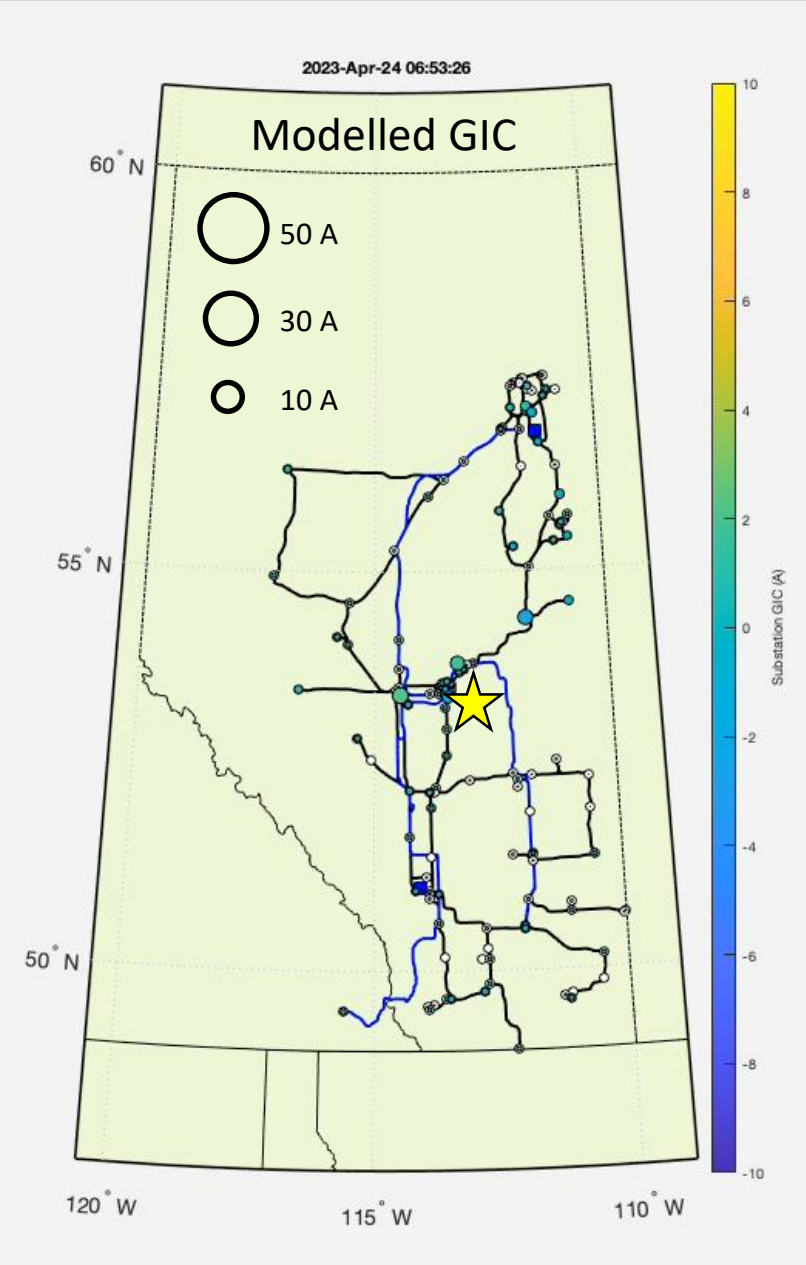 2023-Apr-24 06:53:26
Modelled GIC
60° N
50 A
30 A
10 A
55° N
50° N
120° W
115° W
110° W
10
8
6
4
2
0
-2
-4
-6
-8
-10
Substation GIC (A)